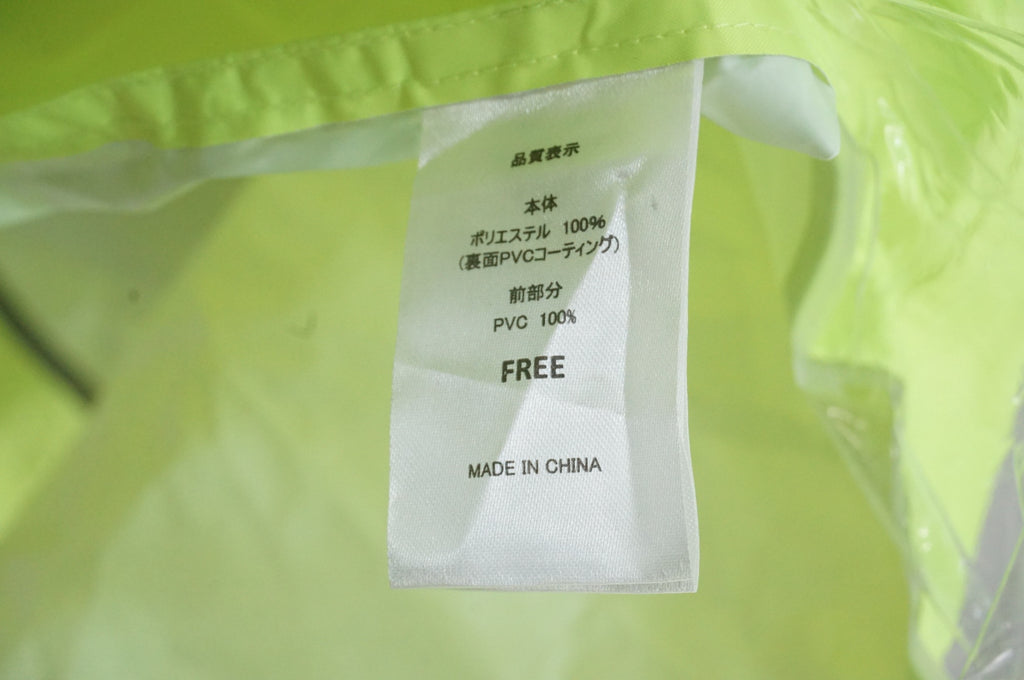 品質表示
本体
ポリエステル 100%
(裏面PVCコーティング)
前部分
PVC 100%
FREE
MADE IN CHINA